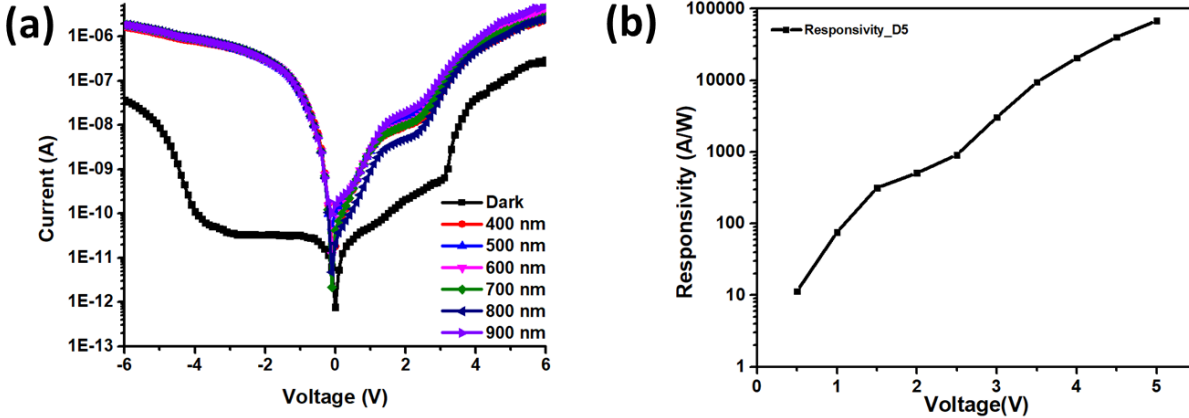 (a)
Current (A)
1E-06
1E-07
1E-08
1E-09
1E-10
1E-11
1E-12
1E-13
-6
-4
-2
0
2
4
6
Voltage (V)
Dark
400 nm
500 nm
600 nm
700 nm
800 nm
900 nm
(b)
Responsivity (A/W)
100000
10000
1000
100
10
1
0
1
2
3
4
5
Voltage(V)
Responsivity_D5